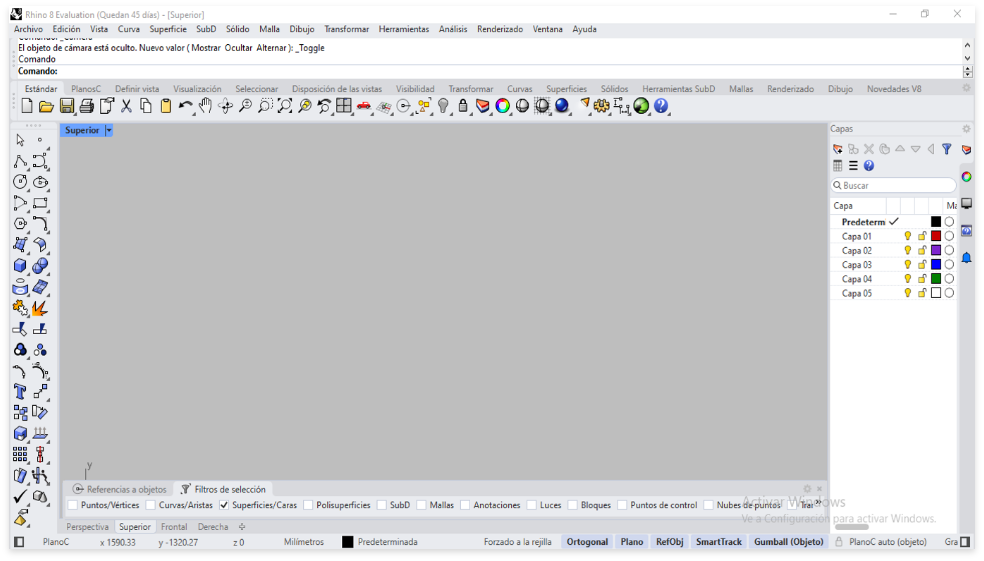 Rhino 8 Evaluation (Quedan 45 días) - [Superior]
Archivo Edición Vista Curva Superficie SubD Sólido Malla Dibujo Transformar Herramientas Análisis Renderizado Ventana Ayuda
El objeto de cámara está oculto. Nuevo valor ( Mostrar Ocultar Alternar ): _Toggle
Comando
Comando:
Estándar PlanosC Definir vista Visualización Seleccionar Disposición de las vistas Visibilidad Transformar Curvas Superficies Sólidos Herramientas SubD Mallas Renderizado Dibujo Novedades V8
Superior
Capas
Buscar
Capa Ma
Predeterm
Capa 01
Capa 02
Capa 03
Capa 04
Capa 05
y
Referencias a objetos Filtros de selección
Puntos/Vértices Curvas/Aristas Superficies/Caras Polisuperficies SubD Mallas Anotaciones Luces Bloques Puntos de control Nubes de puntos Trar
Activar Windows
Ve a Configuración para activar Windows.
Perspectiva Superior Frontal Derecha
PlanoC x 1590.33 y -1320.27 z 0 Milímetros Predeterminada Forzado a la rejilla Ortogonal Plano RefObj SmartTrack Gumball (Objeto) PlanoC auto (objeto) Gra